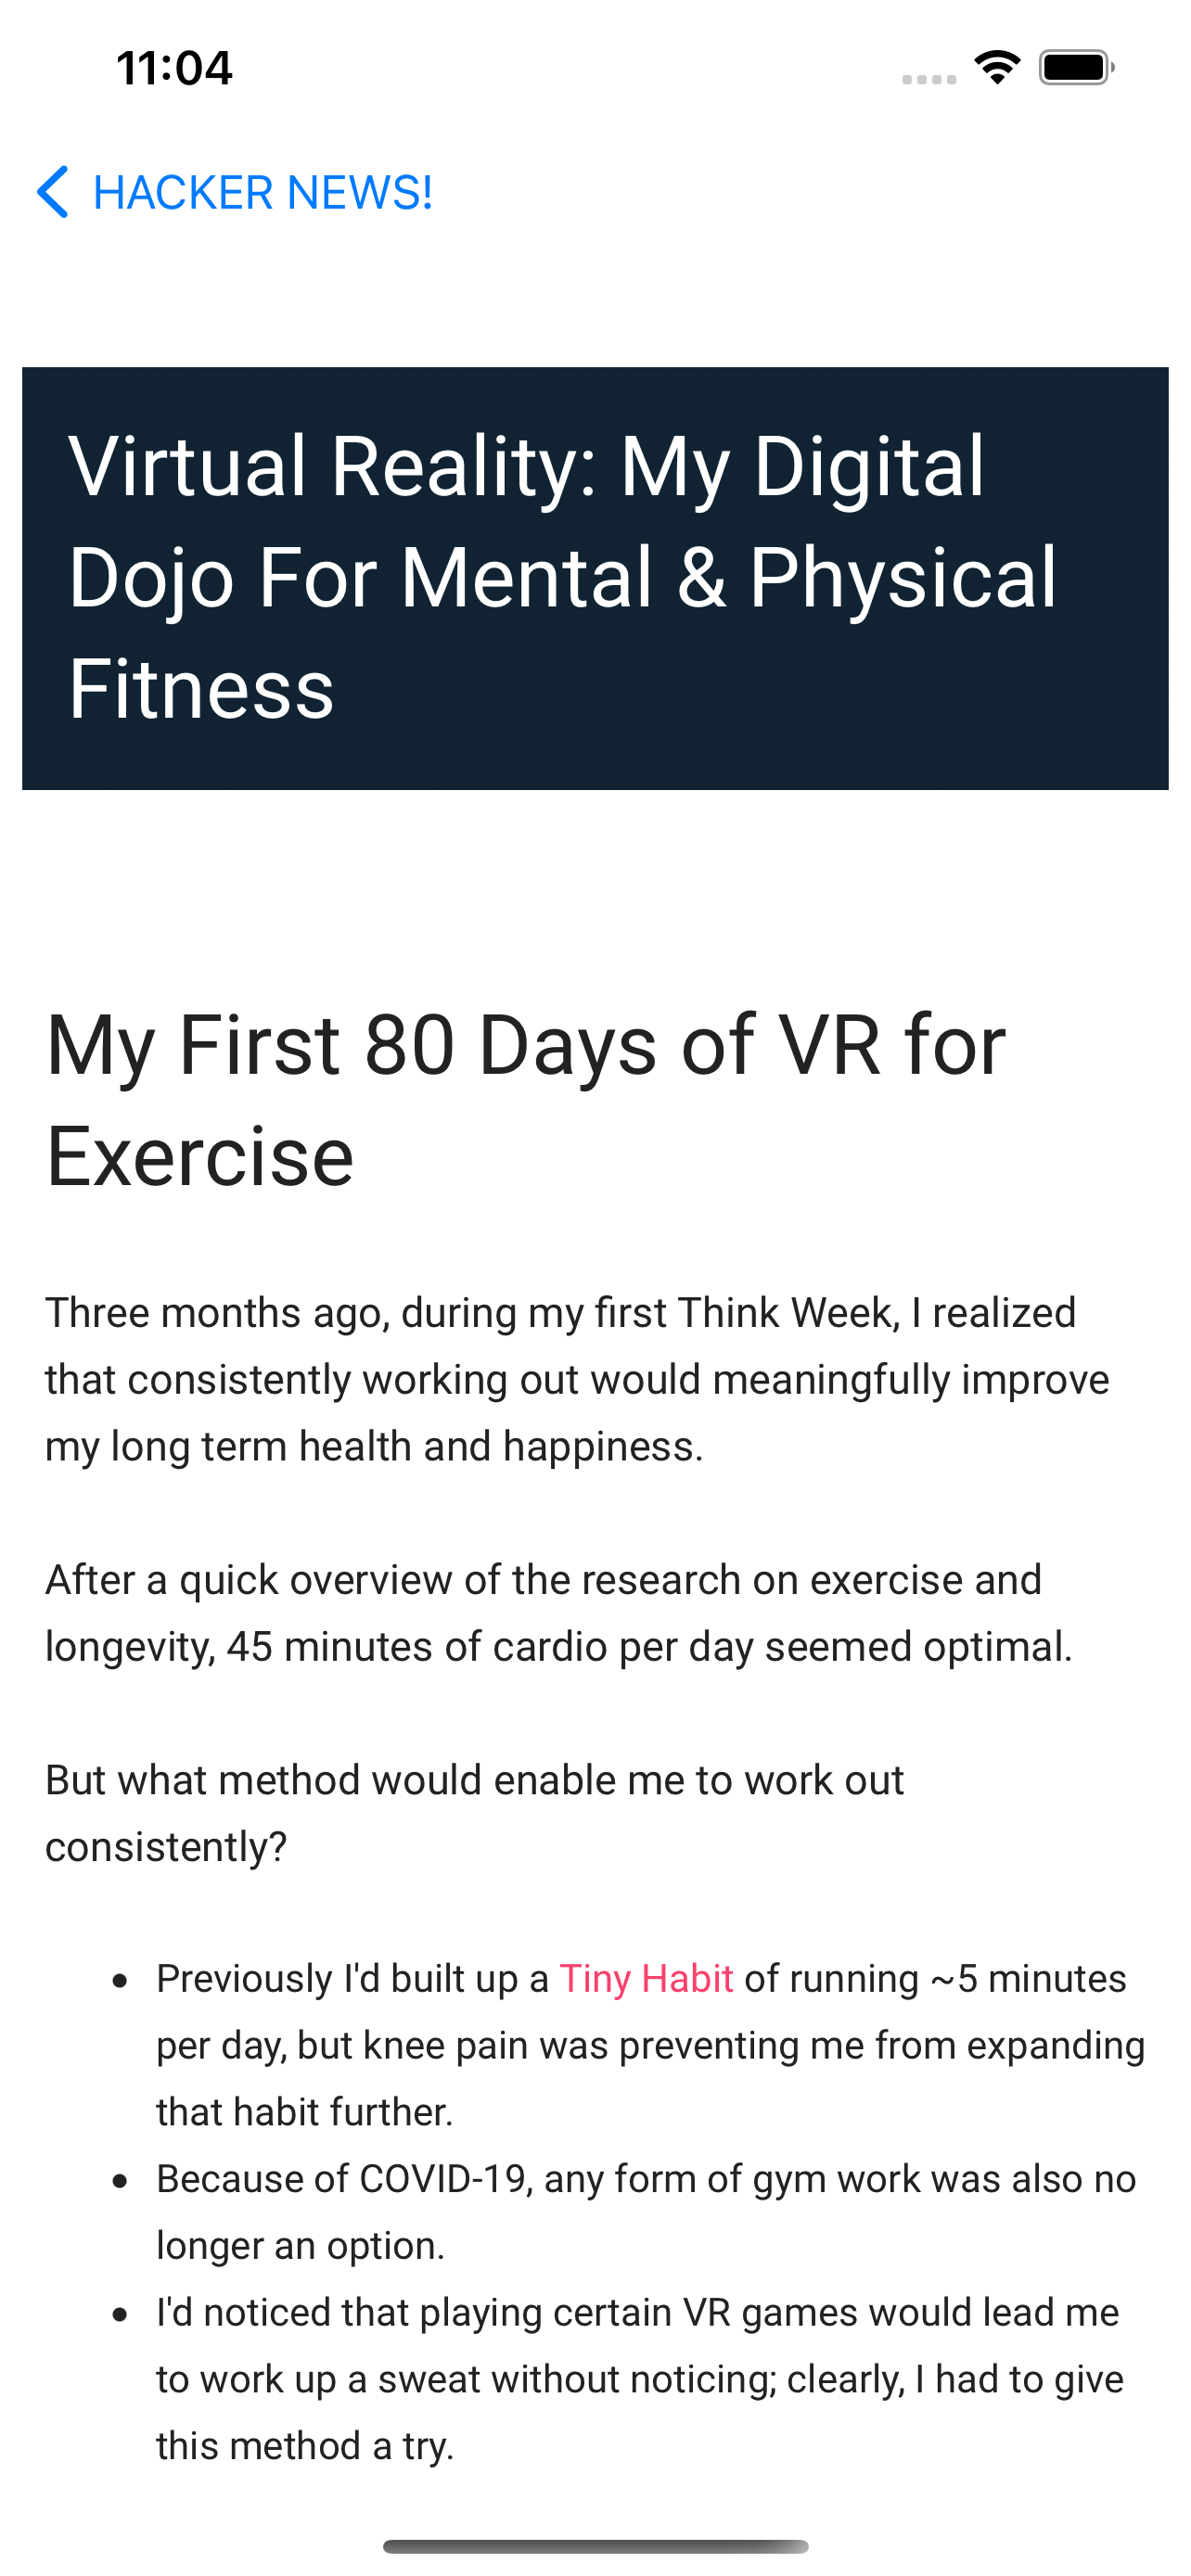 11:04
HACKER NEWS!
Virtual Reality: My Digital
Dojo For Mental & Physical
Fitness
My First 80 Days of VR for
Exercise
Three months ago, during my first Think Week, I realized
that consistently working out would meaningfully improve
my long term health and happiness.
After a quick overview of the research on exercise and
longevity, 45 minutes of cardio per day seemed optimal.
But what method would enable me to work out
consistently?
• Previously I'd built up a Tiny Habit of running ~5 minutes
per day, but knee pain was preventing me from expanding
that habit further.
• Because of COVID-19, any form of gym work was also no
longer an option.
• I'd noticed that playing certain VR games would lead me
to work up a sweat without noticing; clearly, I had to give
this method a try.